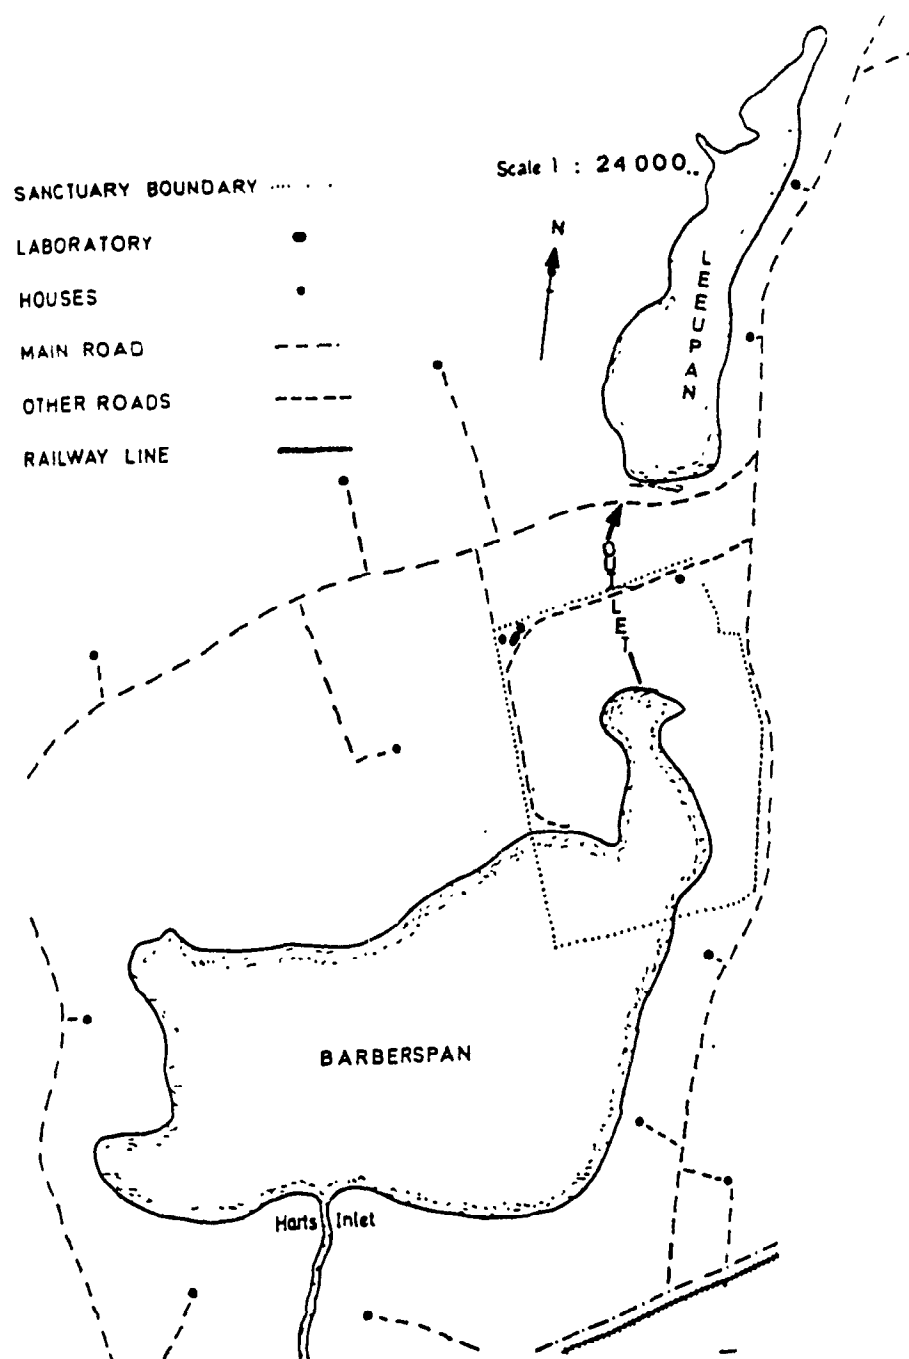 Scale 1 : 24 000
SANCTUARY BOUNDARY
LABORATORY
HOUSES
MAIN ROAD
OTHER ROADS
RAILWAY LINE
N
LEEUPAN
OUTLET
BARBERSPAN
Harts Inlet